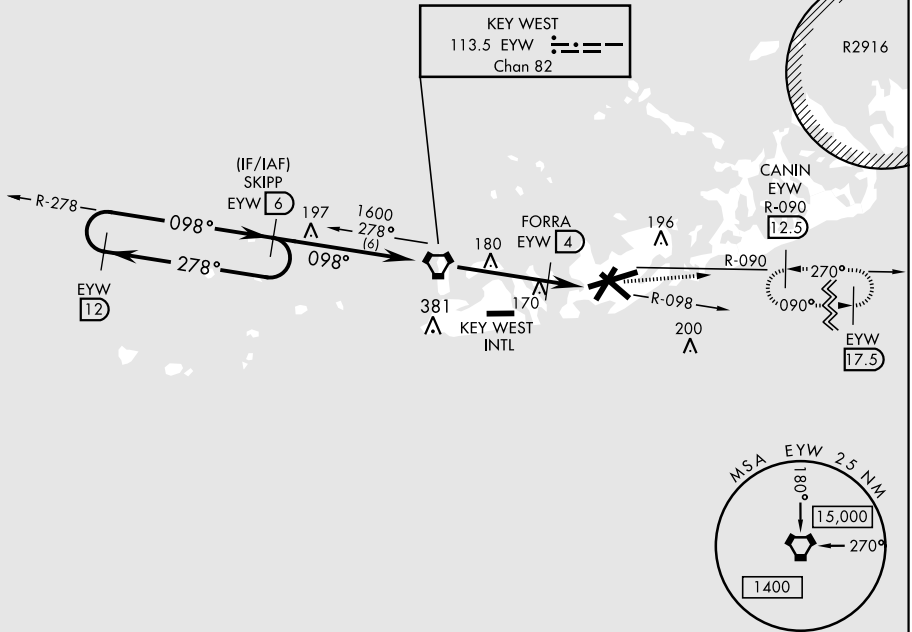 KEY WEST
113.5 EYW
Chan 82
R2916
(IF/IAF)
SKIPP
EYW 6
R-278
098°
278°
EYW
12
197
1600
278°
(6)
098°
180
FORRA
EYW 4
196
CANIN
EYW
R-090
12.5
R-090
270°
090°
EYW
17.5
381
170
KEY WEST
INTL
R-098
200
MSA EYW 25 NM
180°
15,000
270°
1400